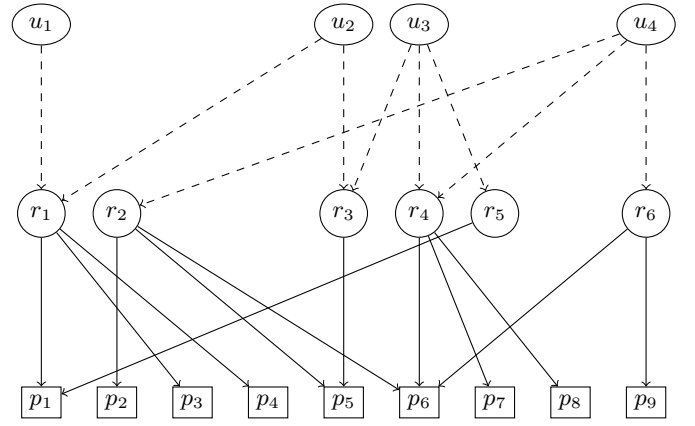 u₁ u₂ u₃ u₄
r₁ r₂ r₃ r₄ r₅ r₆
p₁ p₂ p₃ p₄ p₅ p₆ p₇ p₈ p₉